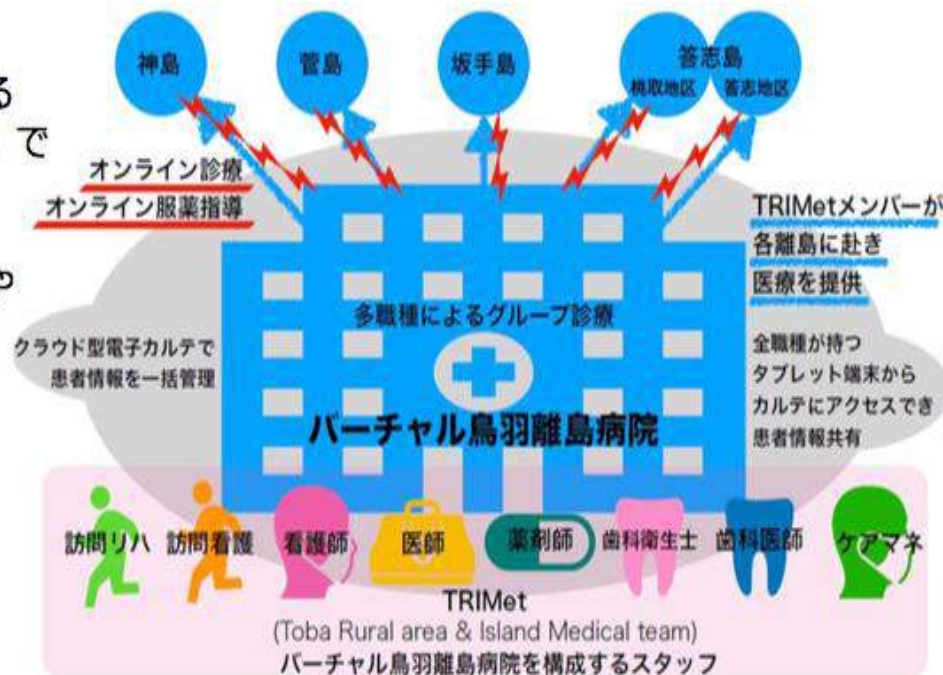 神島
菅島
坂手島
答志島
桃取地区
答志地区
る
で
オンライン診療
オンライン服薬指導
TRIMetメンバーが
各離島に赴き
医療を提供
多職種によるグループ診療
クラウド型電子カルテで
患者情報を一括管理
全職種が持つ
タブレット端末から
カルテにアクセスでき
患者情報共有
バーチャル鳥羽離島病院
訪問リハ
訪問看護
看護師
医師
薬剤師
歯科衛生士
歯科医師
ケアマネ
TRIMet
(Toba Rural area & Island Medical team)
バーチャル鳥羽離島病院を構成するスタッフ